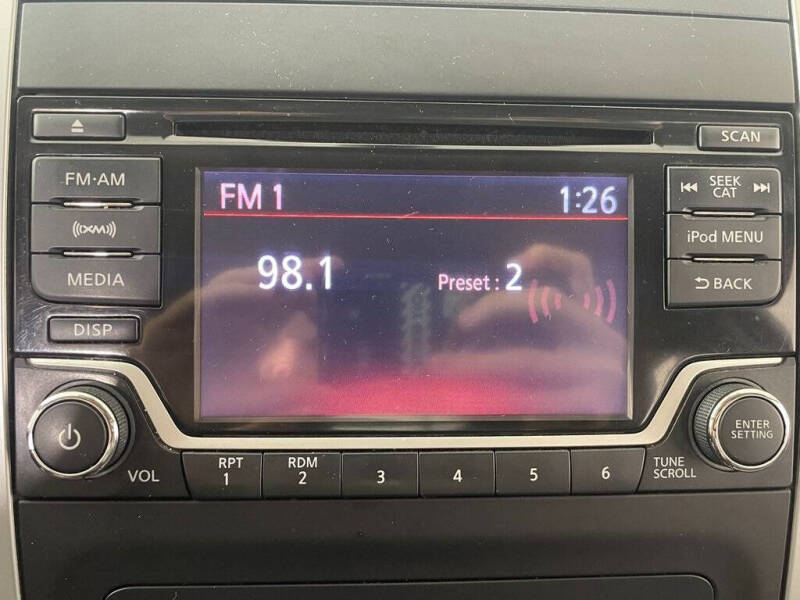 SCAN
FM·AM
((XM))
MEDIA
DISP
FM 1 1:26
98.1 Preset : 2
SEEK
CAT
iPod MENU
BACK
VOL
RPT
1
RDM
2
3
4
5
6
TUNE
SCROLL
ENTER
SETTING